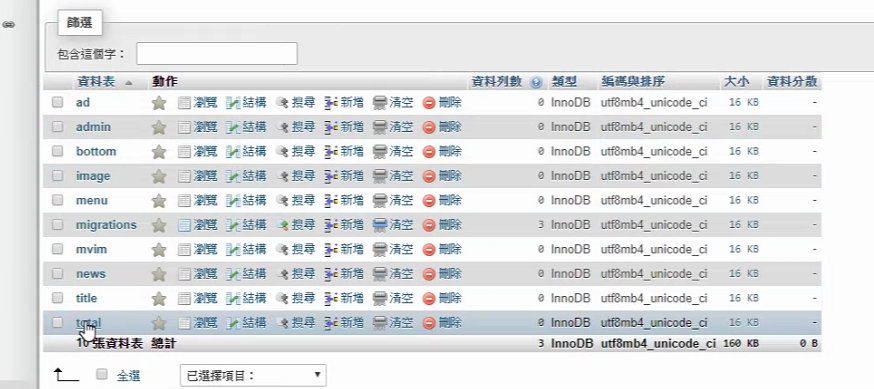 篩選
包含這個字：
資料表 動作 資料列數 類型 編碼與排序 大小 資料分散
ad 瀏覽 結構 搜尋 新增 清空 刪除 0 InnoDB utf8mb4_unicode_ci 16 KB -
admin 瀏覽 結構 搜尋 新增 清空 刪除 0 InnoDB utf8mb4_unicode_ci 16 KB -
bottom 瀏覽 結構 搜尋 新增 清空 刪除 0 InnoDB utf8mb4_unicode_ci 16 KB -
image 瀏覽 結構 搜尋 新增 清空 刪除 0 InnoDB utf8mb4_unicode_ci 16 KB -
menu 瀏覽 結構 搜尋 新增 清空 刪除 0 InnoDB utf8mb4_unicode_ci 16 KB -
migrations 瀏覽 結構 搜尋 新增 清空 刪除 3 InnoDB utf8mb4_unicode_ci 16 KB -
mvim 瀏覽 結構 搜尋 新增 清空 刪除 0 InnoDB utf8mb4_unicode_ci 16 KB -
news 瀏覽 結構 搜尋 新增 清空 刪除 0 InnoDB utf8mb4_unicode_ci 16 KB -
title 瀏覽 結構 搜尋 新增 清空 刪除 0 InnoDB utf8mb4_unicode_ci 16 KB -
total 瀏覽 結構 搜尋 新增 清空 刪除 0 InnoDB utf8mb4_unicode_ci 16 KB -
10 張資料表 總計 3 InnoDB utf8mb4_unicode_ci 160 KB 0 B
全選 已選擇項目：